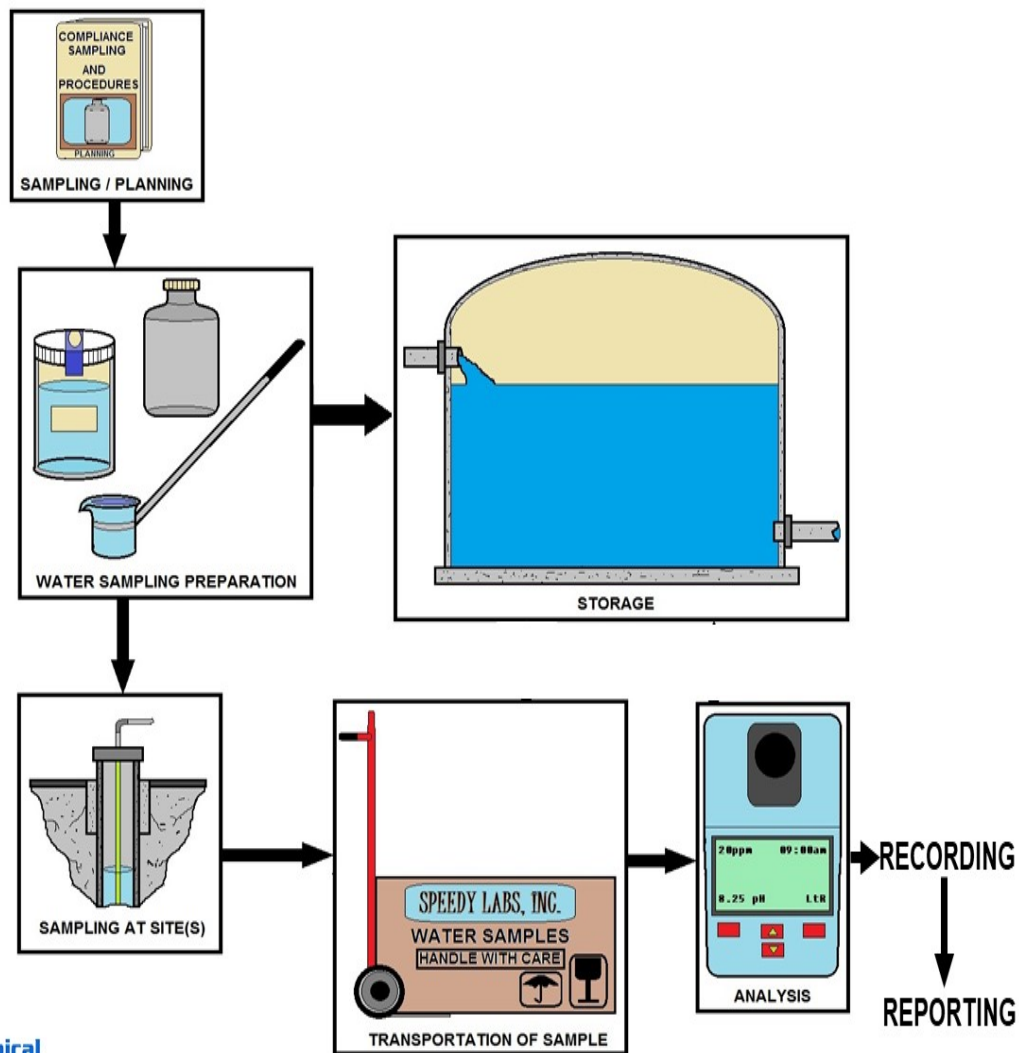 COMPLIANCE
SAMPLING
AND
PROCEDURES
PLANNING
SAMPLING / PLANNING
WATER SAMPLING PREPARATION
STORAGE
SAMPLING AT SITE(S)
SPEEDY LABS, INC.
WATER SAMPLES
HANDLE WITH CARE
TRANSPORTATION OF SAMPLE
20ppm 09:00am
8.25 pH LtR
ANALYSIS
RECORDING
REPORTING